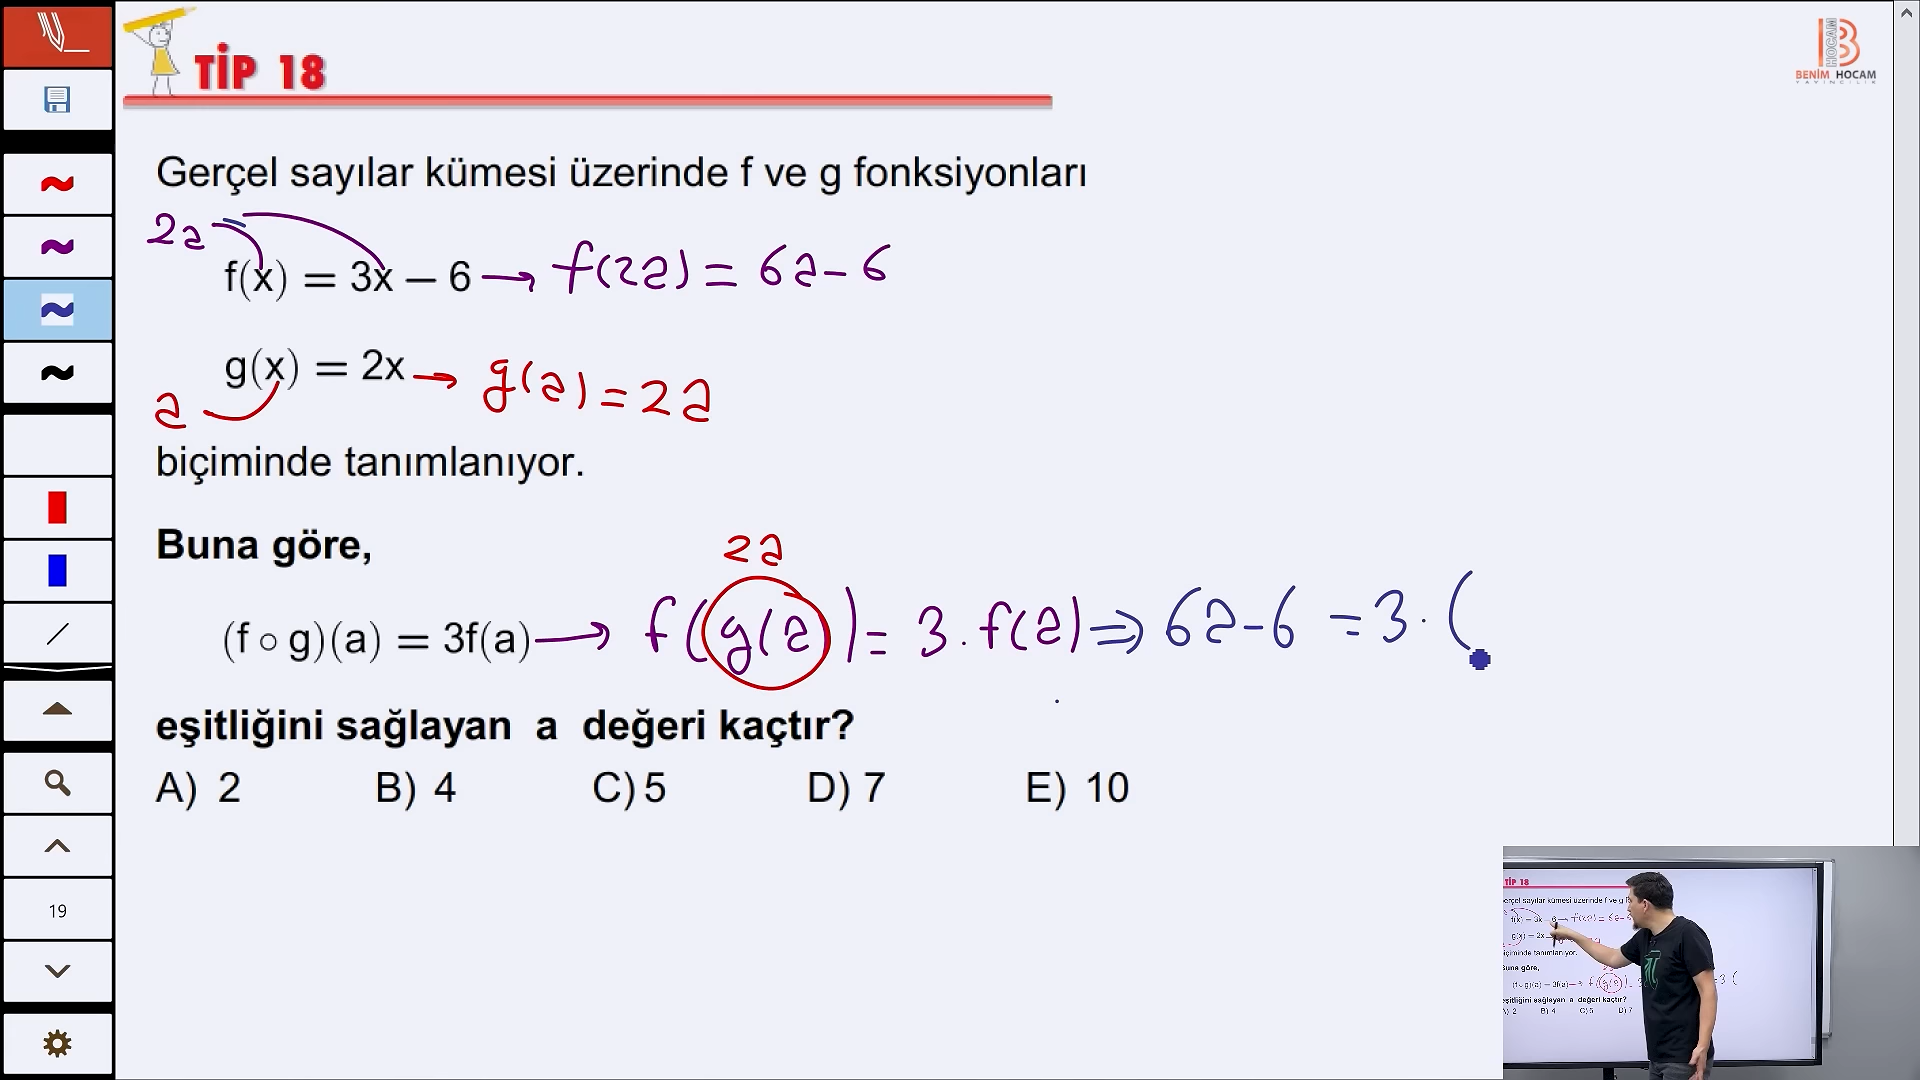 TİP 18
BENİM HOCAM
YAYINCILIK
Gerçel sayılar kümesi üzerinde f ve g fonksiyonları
2a
f(x) = 3x – 6 → f(2a) = 6a – 6
g(x) = 2x → g(a) = 2a
a
biçiminde tanımlanıyor.
Buna göre,
2a
(f ∘ g)(a) = 3f(a) → f(g(a)) = 3 . f(a) ⇒ 6a – 6 = 3 . (
eşitliğini sağlayan a değeri kaçtır?
A) 2 B) 4 C) 5 D) 7 E) 10
19